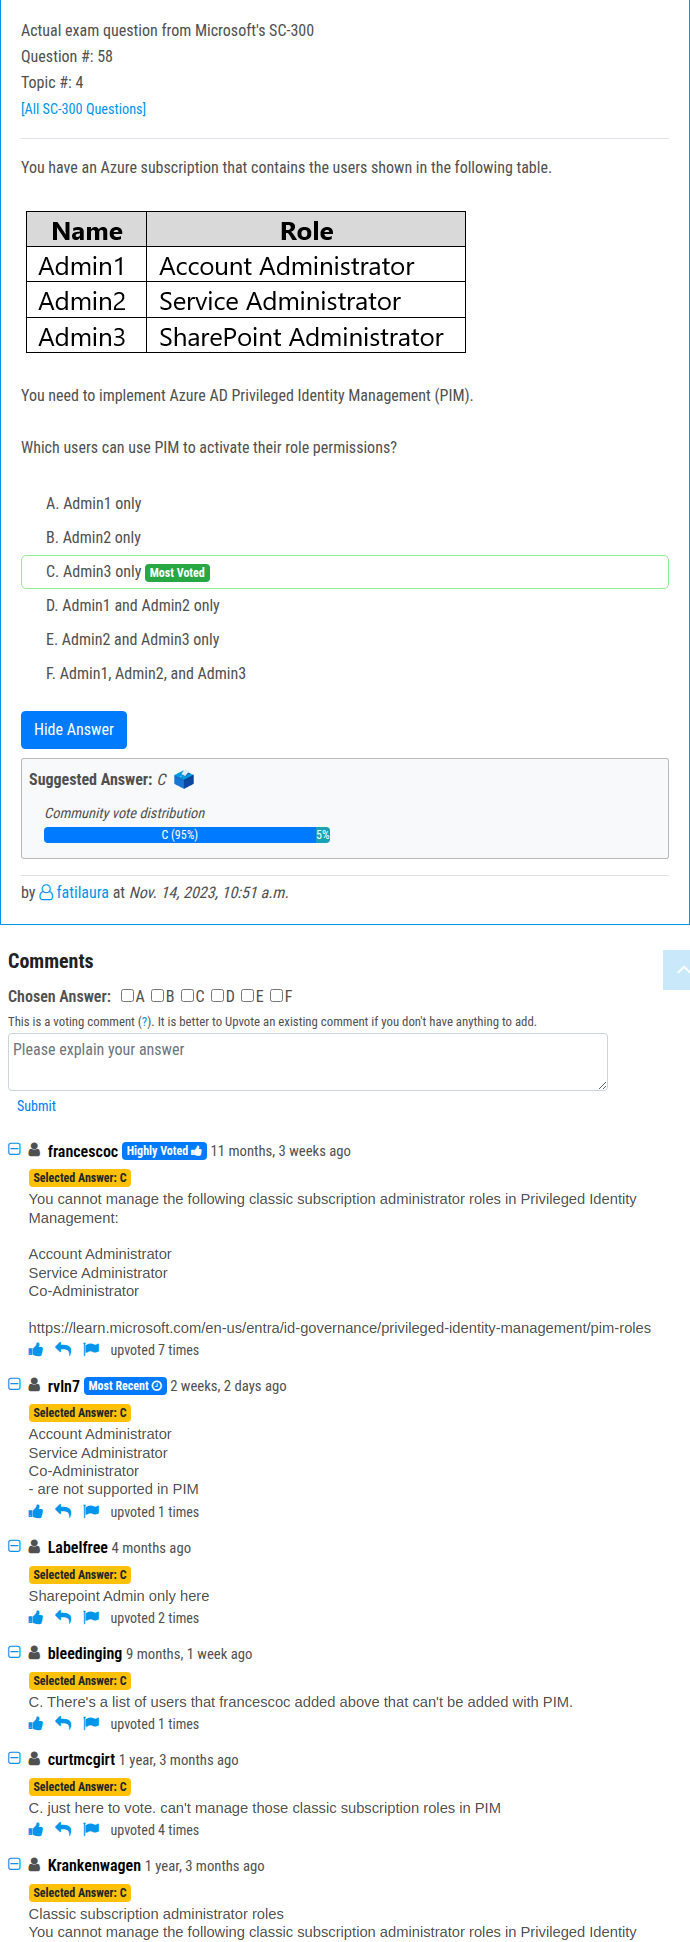 Actual exam question from Microsoft's SC-300
Question #: 58
Topic #: 4
[All SC-300 Questions]
You have an Azure subscription that contains the users shown in the following table.
Name Role
Admin1 Account Administrator
Admin2 Service Administrator
Admin3 SharePoint Administrator
You need to implement Azure AD Privileged Identity Management (PIM).
Which users can use PIM to activate their role permissions?
A. Admin1 only
B. Admin2 only
C. Admin3 only Most Voted
D. Admin1 and Admin2 only
E. Admin2 and Admin3 only
F. Admin1, Admin2, and Admin3
Hide Answer
Suggested Answer: C
Community vote distribution
C (95%) 5%
by fatilaura at Nov. 14, 2023, 10:51 a.m.
Comments
Chosen Answer: A B C D E F
This is a voting comment (?). It is better to Upvote an existing comment if you don't have anything to add.
Please explain your answer
Submit
francescoc Highly Voted 11 months, 3 weeks ago
Selected Answer: C
You cannot manage the following classic subscription administrator roles in Privileged Identity
Management:
Account Administrator
Service Administrator
Co-Administrator
https://learn.microsoft.com/en-us/entra/id-governance/privileged-identity-management/pim-roles
upvoted 7 times
rvln7 Most Recent 2 weeks, 2 days ago
Selected Answer: C
Account Administrator
Service Administrator
Co-Administrator
- are not supported in PIM
upvoted 1 times
Labelfree 4 months ago
Selected Answer: C
Sharepoint Admin only here
upvoted 2 times
bleedinging 9 months, 1 week ago
Selected Answer: C
C. There's a list of users that francescoc added above that can't be added with PIM.
upvoted 1 times
curtmcgirt 1 year, 3 months ago
Selected Answer: C
C. just here to vote. can't manage those classic subscription roles in PIM
upvoted 4 times
Krankenwagen 1 year, 3 months ago
Selected Answer: C
Classic subscription administrator roles
You cannot manage the following classic subscription administrator roles in Privileged Identity